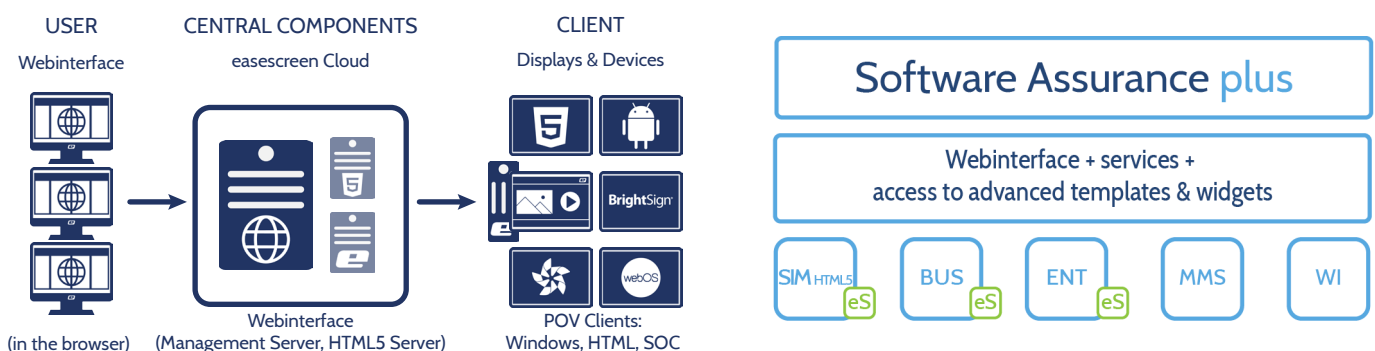 USER
Webinterface
(in the browser)
CENTRAL COMPONENTS
easescreen Cloud
5
e
Webinterface
(Management Server, HTML5 Server)
CLIENT
Displays & Devices
5
e
BrightSign
webOS
POV Clients:
Windows, HTML, SOC
Software Assurance plus
Webinterface + services +
access to advanced templates & widgets
SIM HTML5
eS
BUS
eS
ENT
eS
MMS
WI